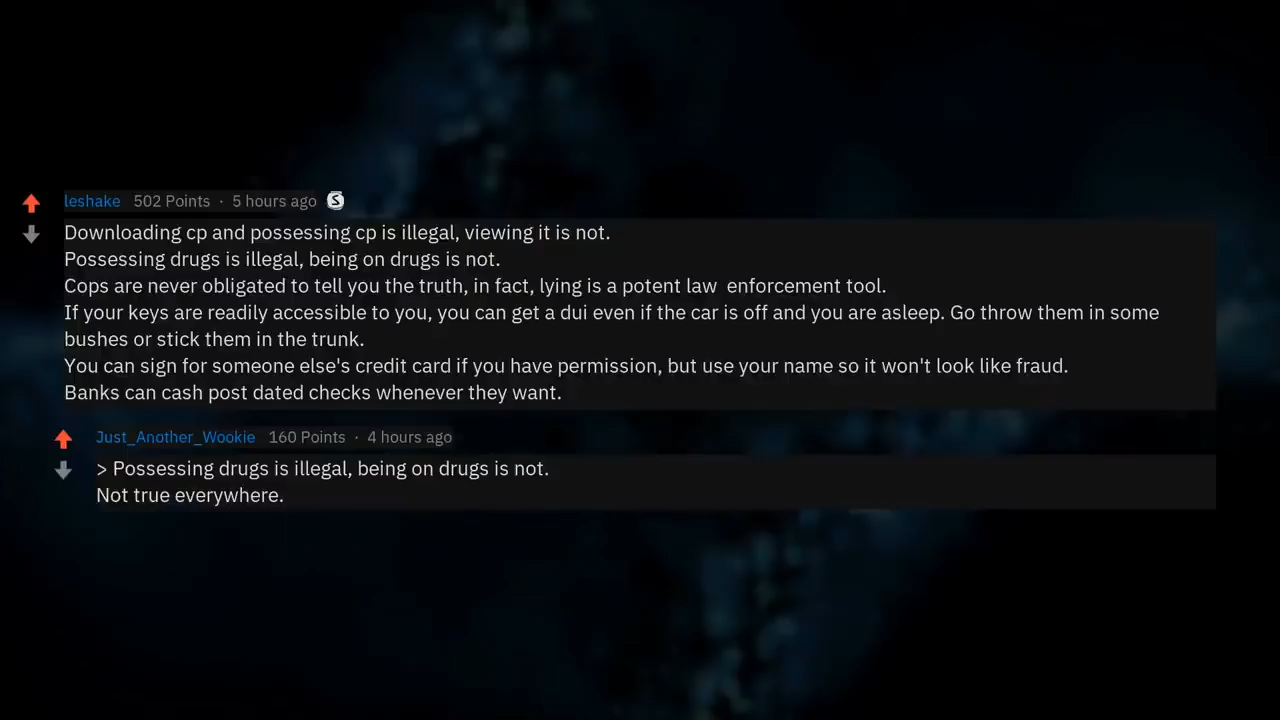 leshake 502 Points · 5 hours ago S
Downloading cp and possessing cp is illegal, viewing it is not.
Possessing drugs is illegal, being on drugs is not.
Cops are never obligated to tell you the truth, in fact, lying is a potent law  enforcement tool.
If your keys are readily accessible to you, you can get a dui even if the car is off and you are asleep. Go throw them in some
bushes or stick them in the trunk.
You can sign for someone else's credit card if you have permission, but use your name so it won't look like fraud.
Banks can cash post dated checks whenever they want.
Just_Another_Wookie 160 Points · 4 hours ago
> Possessing drugs is illegal, being on drugs is not.
Not true everywhere.